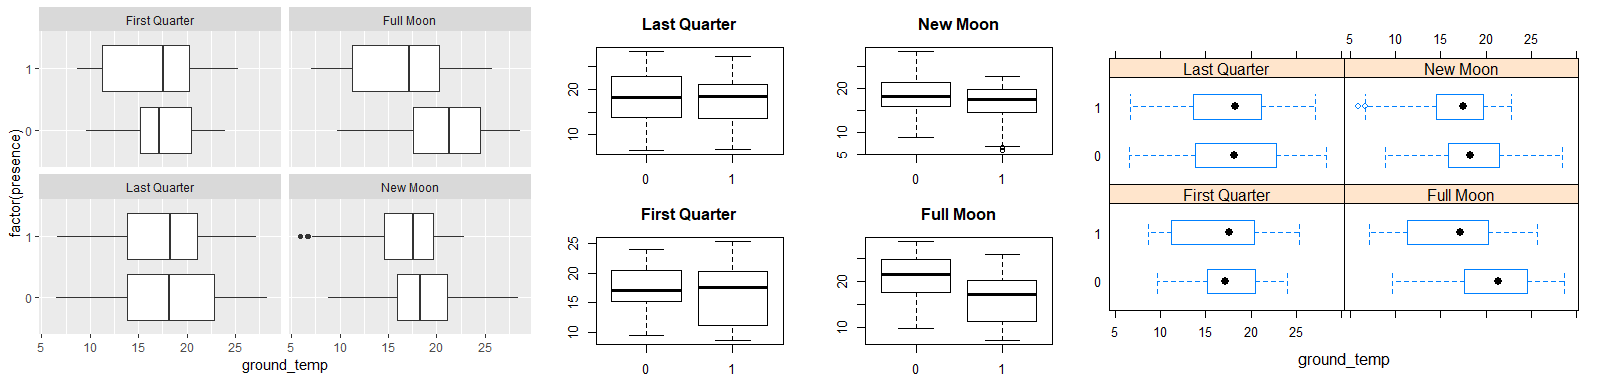 First Quarter Full Moon
1
0
Last Quarter New Moon
1
0
5 10 15 20 25 5 10 15 20 25
factor(presence)
ground_temp
Last Quarter New Moon
10 20
5 10 20
0 1 0 1
First Quarter Full Moon
10 15 20 25
10 20
0 1 0 1
5 10 15 20 25
Last Quarter New Moon
1
0
First Quarter Full Moon
1
0
5 10 15 20 25
ground_temp